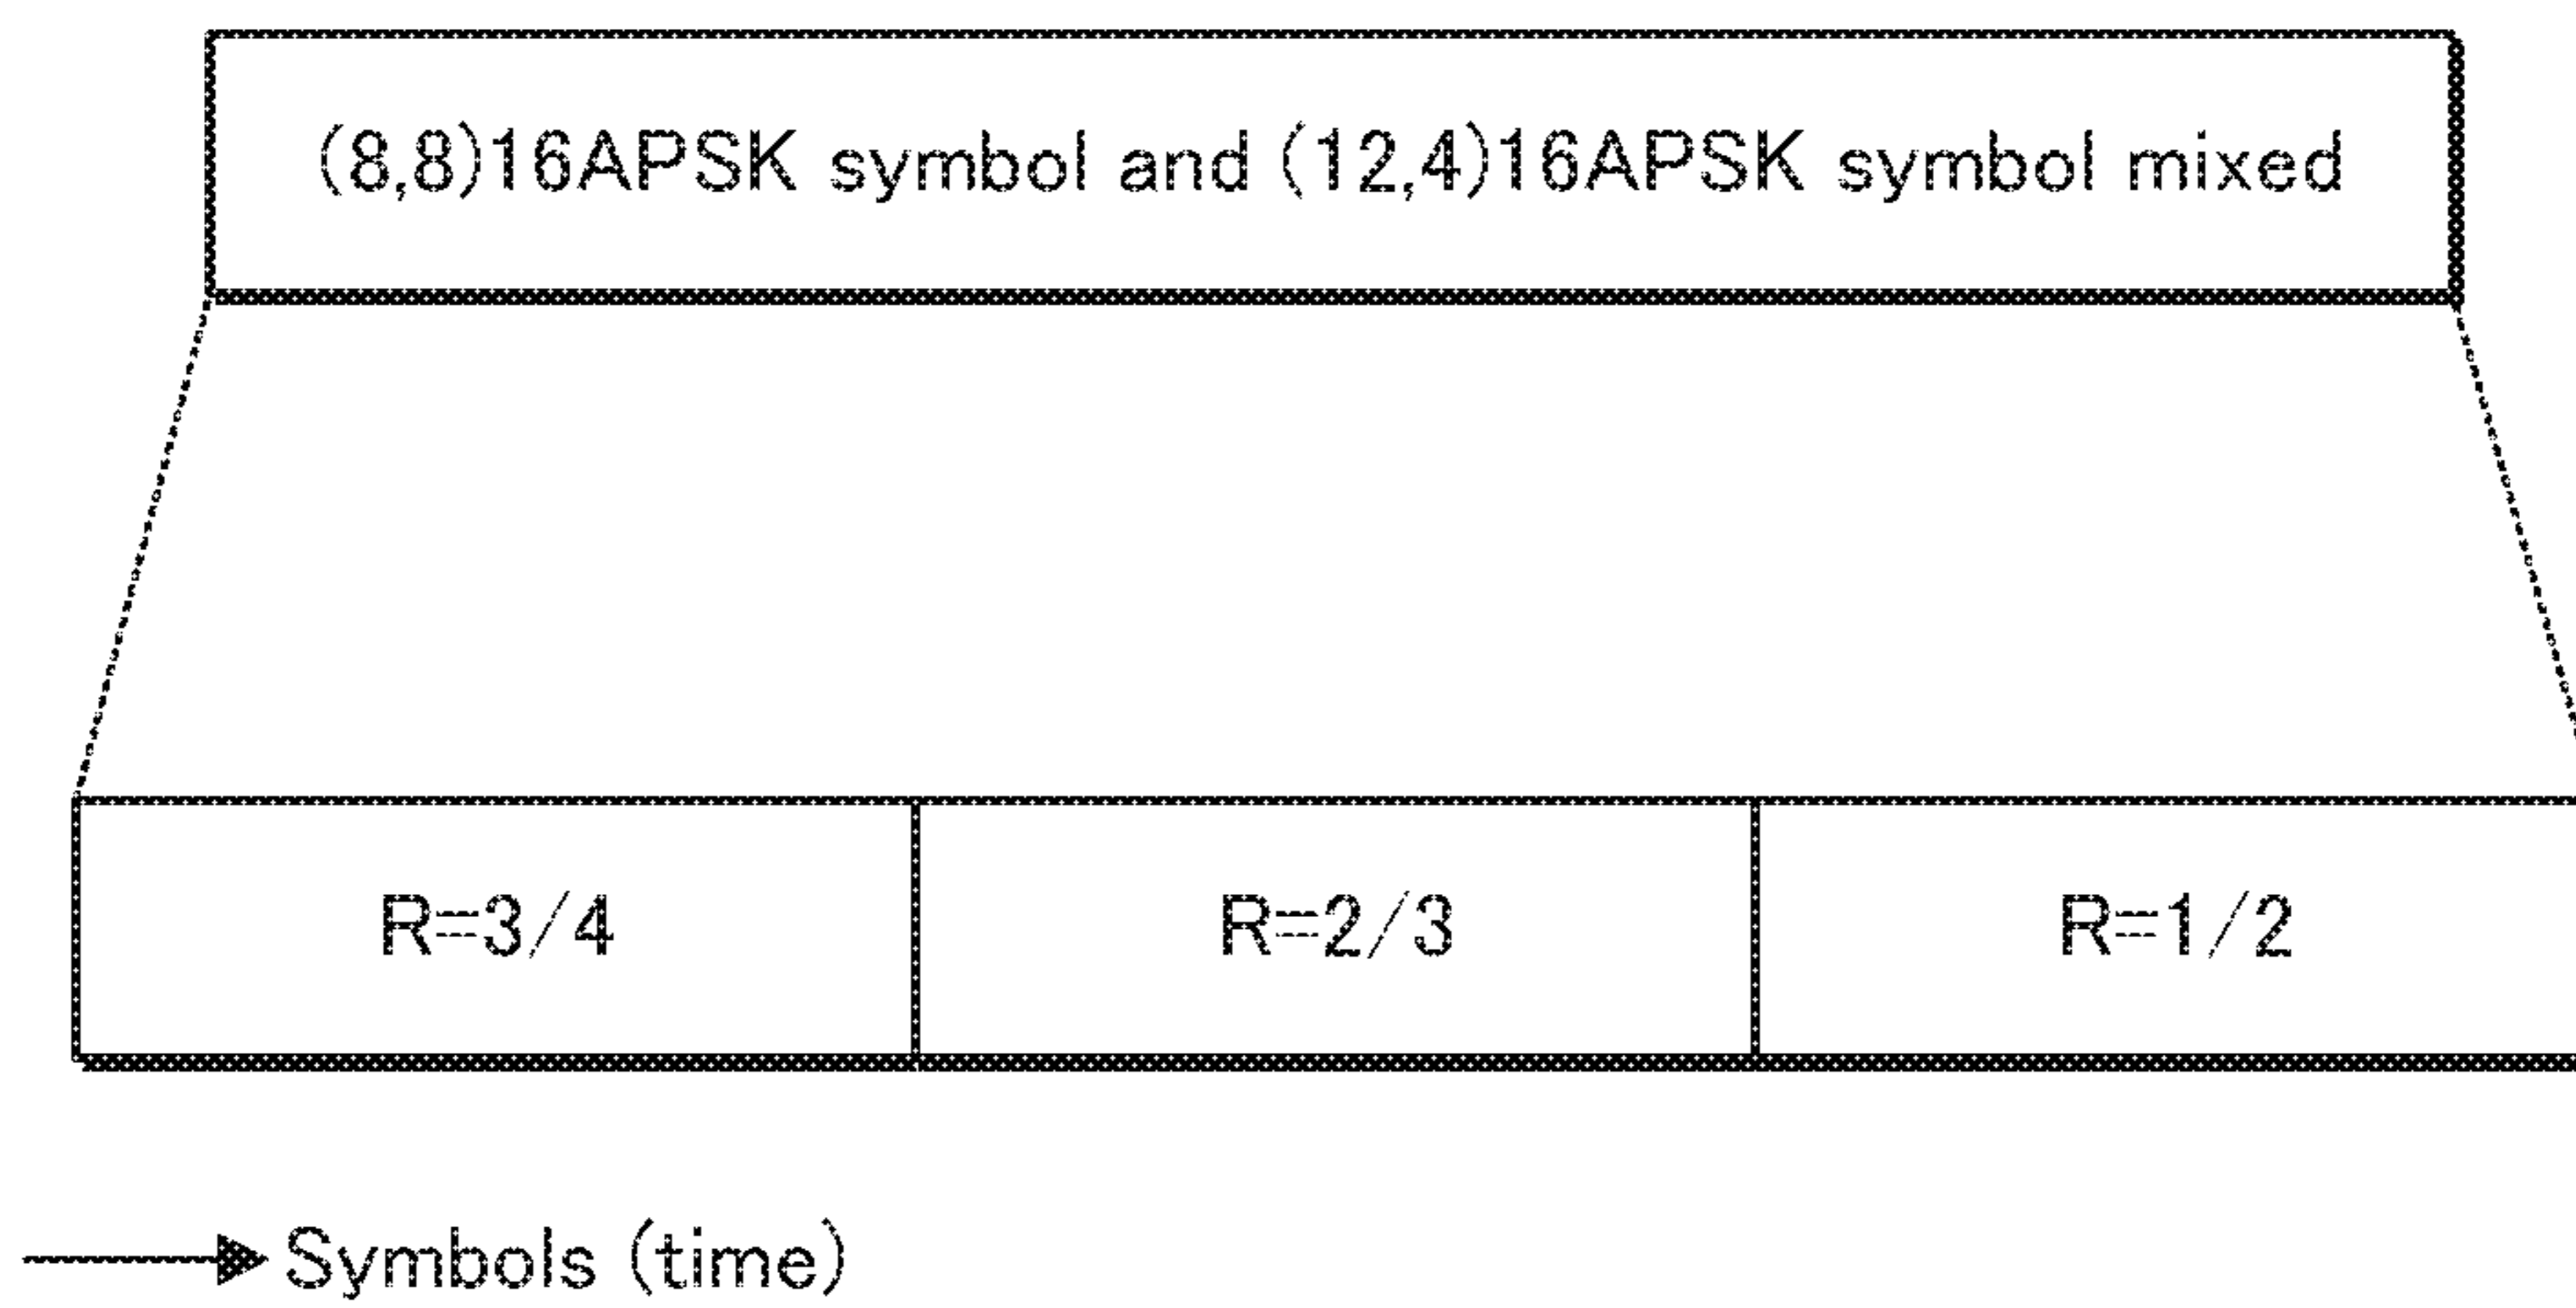 (8,8)16APSK symbol and (12,4)16APSK symbol mixed
R=3/4 R=2/3 R=1/2
Symbols (time)